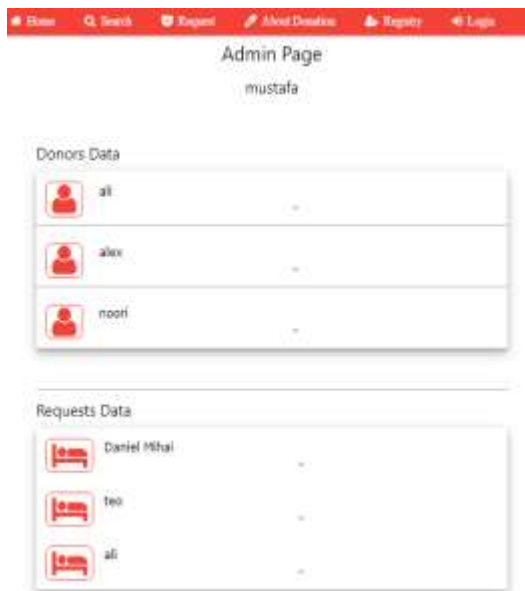 Home Search Request About Donation Registry Login
Admin Page
mustafa
Donors Data
ali
alex
noori
Requests Data
Daniel Mihai
teo
ali